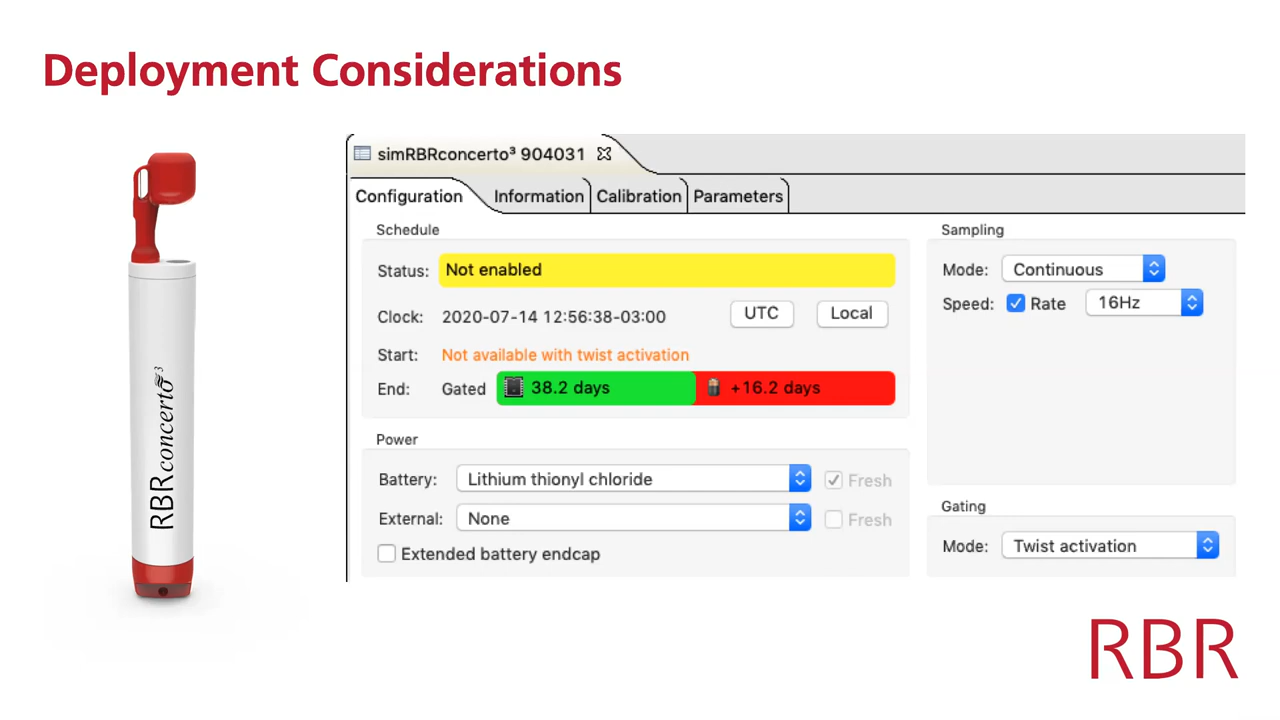 Deployment Considerations
RBRconcerto³
simRBRconcerto³ 904031
Configuration Information Calibration Parameters
Schedule
Status: Not enabled
Clock: 2020-07-14 12:56:38-03:00 UTC Local
Start: Not available with twist activation
End: Gated 38.2 days +16.2 days
Power
Battery: Lithium thionyl chloride Fresh
External: None Fresh
Extended battery endcap
Sampling
Mode: Continuous
Speed: Rate 16Hz
Gating
Mode: Twist activation
RBR